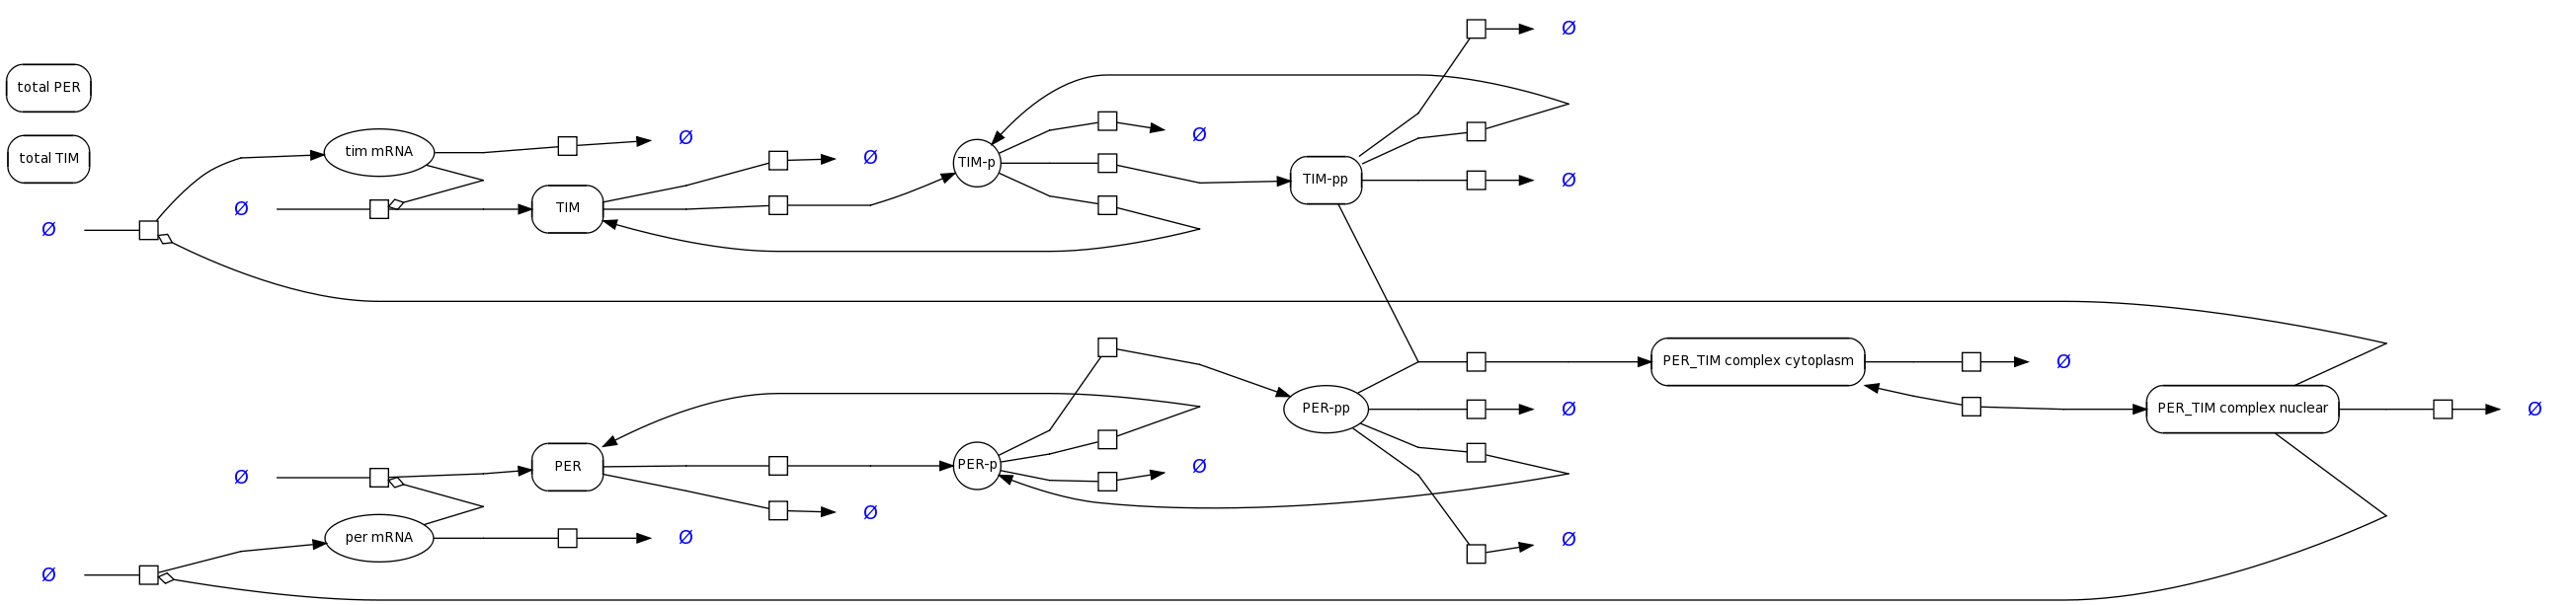 Ø
total PER
tim mRNA
Ø
Ø
Ø
total TIM
TIM-p
TIM-pp
Ø
Ø
TIM
Ø
Ø
PER_TIM complex cytoplasm
Ø
PER-pp
Ø
PER_TIM complex nuclear
Ø
Ø
PER
PER-p
Ø
Ø
per mRNA
Ø
Ø
Ø